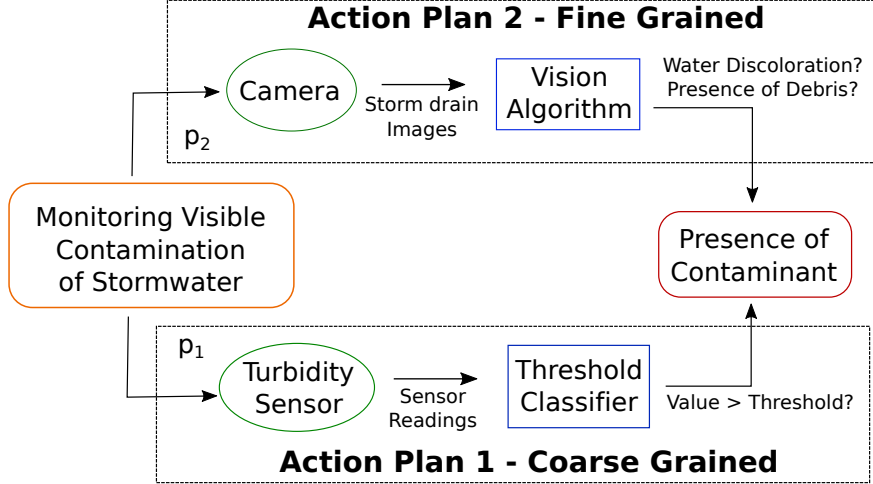 Action Plan 2 - Fine Grained
Camera
Storm drain
Images
Vision
Algorithm
Water Discoloration?
Presence of Debris?
p2
Monitoring Visible
Contamination
of Stormwater
Presence of
Contaminant
p1
Turbidity
Sensor
Sensor
Readings
Threshold
Classifier
Value > Threshold?
Action Plan 1 - Coarse Grained